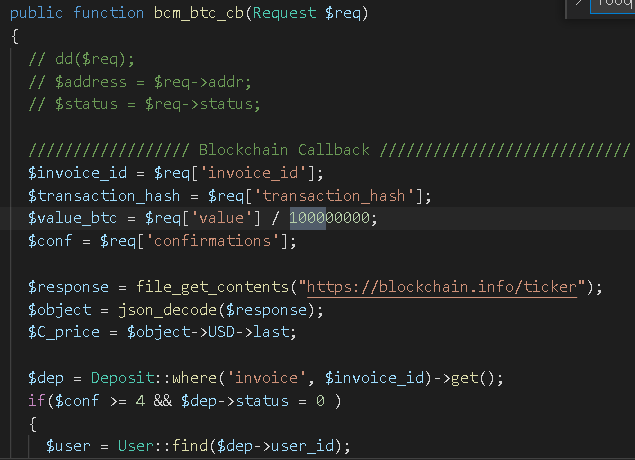 public function bcm_btc_cb(Request $req)
{
// dd($req);
// $address = $req->addr;
// $status = $req->status;
////////////////// Blockchain Callback ////////////////////////////
$invoice_id = $req['invoice_id'];
$transaction_hash = $req['transaction_hash'];
$value_btc = $req['value'] / 100000000;
$conf = $req['confirmations'];
$response = file_get_contents("https://blockchain.info/ticker");
$object = json_decode($response);
$C_price = $object->USD->last;
$dep = Deposit::where('invoice', $invoice_id)->get();
if($conf >= 4 && $dep->status = 0 )
{
$user = User::find($dep->user_id);